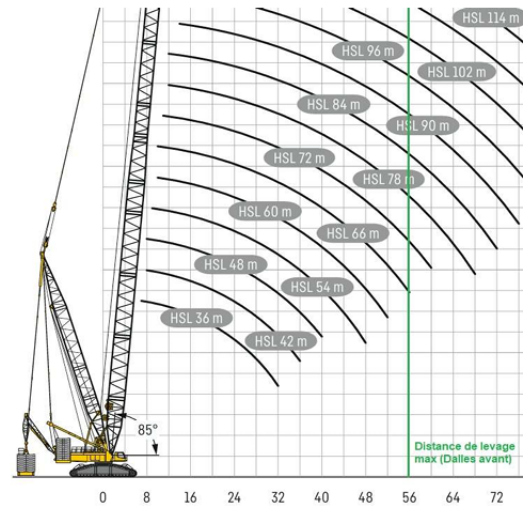 HSL 114 m
HSL 96 m
HSL 102 m
HSL 84 m
HSL 90 m
HSL 72 m
HSL 78 m
HSL 60 m
HSL 66 m
HSL 48 m
HSL 54 m
HSL 36 m
HSL 42 m
85°
Distance de levage
max (Dalles avant)
0 8 16 24 32 40 48 56 64 72